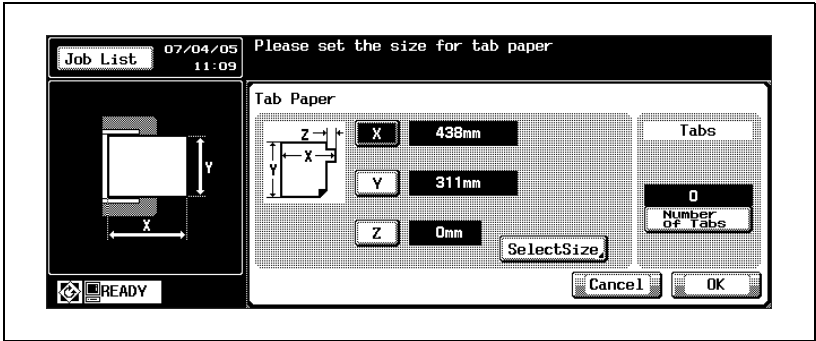 Job List
07/04/05
11:09
Please set the size for tab paper
Tab Paper
Z
X
Y
X 438mm
Y 311mm
Z 0mm
SelectSize
Tabs
0
Number
of Tabs
Y
X
READY
Cancel
OK